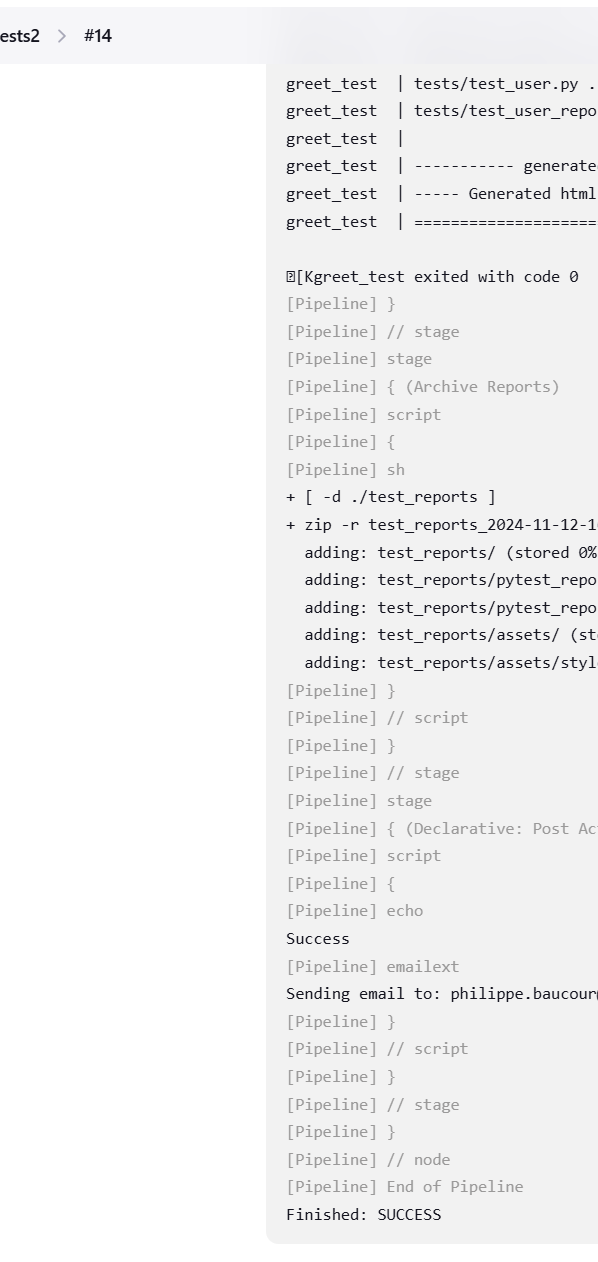 ests2 > #14
greet_test | tests/test_user.py .
greet_test | tests/test_user_repo
greet_test |
greet_test | ----------- generate
greet_test | ----- Generated html
greet_test | ====================
[Kgreet_test exited with code 0
[Pipeline] }
[Pipeline] // stage
[Pipeline] stage
[Pipeline] { (Archive Reports)
[Pipeline] script
[Pipeline] {
[Pipeline] sh
+ [ -d ./test_reports ]
+ zip -r test_reports_2024-11-12-1
adding: test_reports/ (stored 0%
adding: test_reports/pytest_repo
adding: test_reports/pytest_repo
adding: test_reports/assets/ (st
adding: test_reports/assets/styl
[Pipeline] }
[Pipeline] // script
[Pipeline] }
[Pipeline] // stage
[Pipeline] stage
[Pipeline] { (Declarative: Post Ac
[Pipeline] script
[Pipeline] {
[Pipeline] echo
Success
[Pipeline] emailext
Sending email to: philippe.baucour
[Pipeline] }
[Pipeline] // script
[Pipeline] }
[Pipeline] // stage
[Pipeline] }
[Pipeline] // node
[Pipeline] End of Pipeline
Finished: SUCCESS